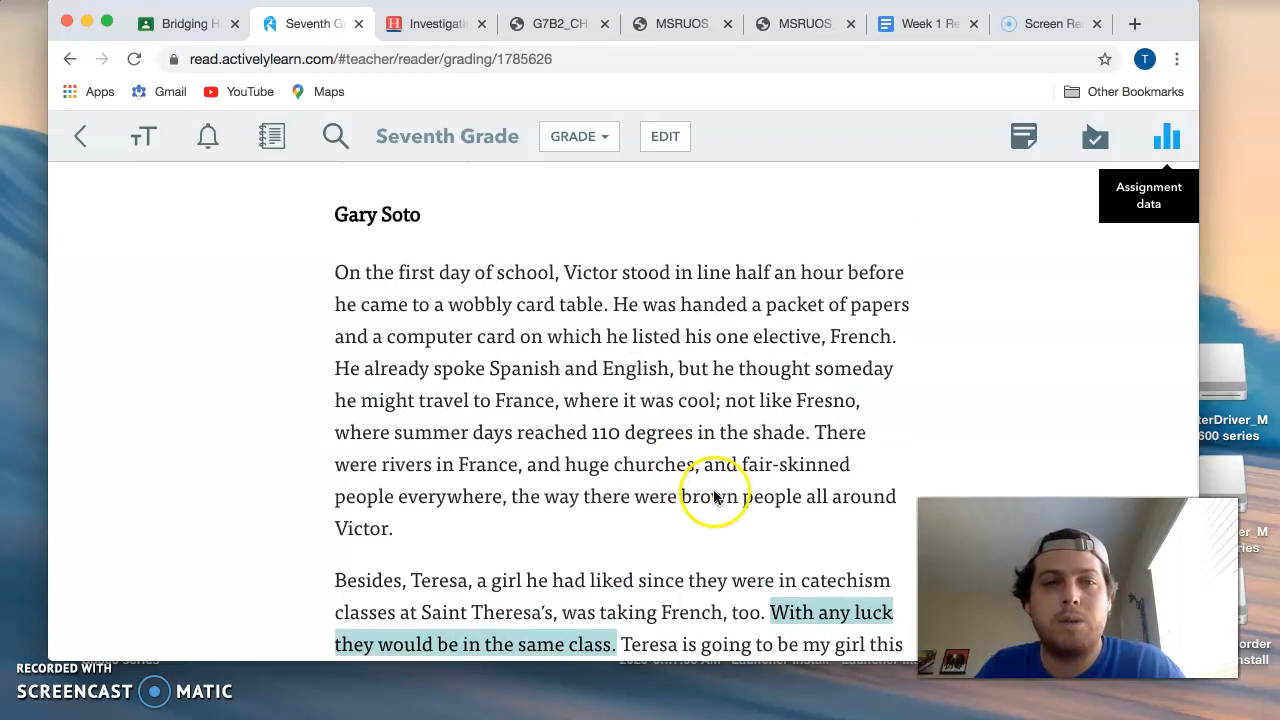 Bridging H
Seventh G
Investigati
G7B2_CH
MSRUOS
MSRUOS
Week 1 Re
Screen Re
read.activelylearn.com/#teacher/reader/grading/1785626
T
Apps
Gmail
YouTube
Maps
Other Bookmarks
Seventh Grade
GRADE
EDIT
Assignment
data
Gary Soto
On the first day of school, Victor stood in line half an hour before
he came to a wobbly card table. He was handed a packet of papers
and a computer card on which he listed his one elective, French.
He already spoke Spanish and English, but he thought someday
he might travel to France, where it was cool; not like Fresno,
where summer days reached 110 degrees in the shade. There
were rivers in France, and huge churches, and fair-skinned
people everywhere, the way there were brown people all around
Victor.
Besides, Teresa, a girl he had liked since they were in catechism
classes at Saint Theresa's, was taking French, too. With any luck
they would be in the same class. Teresa is going to be my girl this
terDriver_M
600 series
er_M
ries
order
nstall
RECORDED WITH
SCREENCAST MATIC